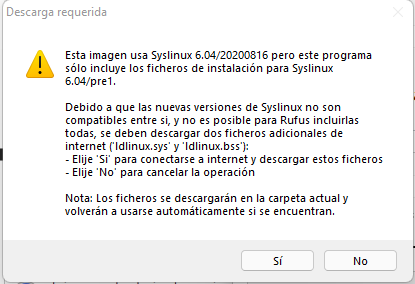 Descarga requerida
Esta imagen usa Syslinux 6.04/20200816 pero este programa
sólo incluye los ficheros de instalación para Syslinux
6.04/pre1.
Debido a que las nuevas versiones de Syslinux no son
compatibles entre si, y no es posible para Rufus incluirlas
todas, se deben descargar dos ficheros adicionales de
internet ('ldlinux.sys' y 'ldlinux.bss'):
- Elije 'Si' para conectarse a internet y descargar estos ficheros
- Elije 'No' para cancelar la operación
Nota: Los ficheros se descargarán en la carpeta actual y
volverán a usarse automáticamente si se encuentran.
Sí
No